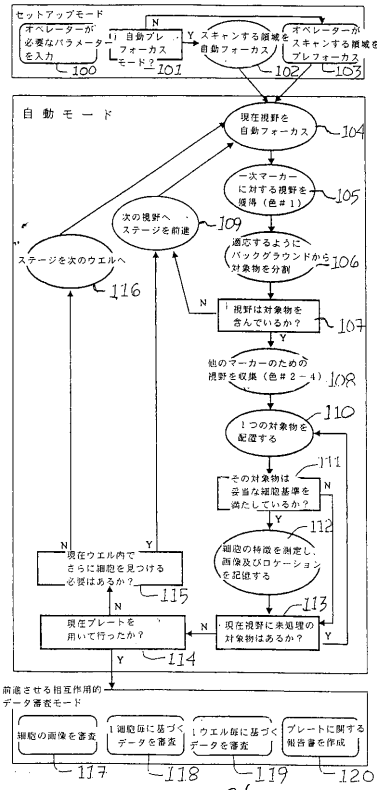 セットアップモード
オペレーターが
必要なパラメーター
を入力
100
自動プレ
フォーカス
モード?
101
N
Y
スキャンする領域を
自動フォーカス
102
オペレーターが
スキャンする領域を
プレフォーカス
103
自動モード
現在視野を
自動フォーカス
104
一次マーカー
に対する視野を
獲得(色#1)
105
次の視野へ
ステージを前進
109
適応するように
バックグラウンドから
対象物を分割
106
ステージを次のウエルへ
116
N
視野は対象物を
含んでいるか?
107
Y
他のマーカーのための
視野を収集(色#2-4)
108
1つの対象物を
配置する
110
その対象物は
妥当な細胞基準を
満たしているか?
111
N
Y
細胞の特徴を測定し、
画像及びロケーション
を記憶する
112
N
Y
現在ウエル内で
さらに細胞を見つける
必要はあるか?
115
N
現在プレートを
用いて行ったか?
114
N
現在視野に未処理の
対象物はあるか?
113
Y
Y
前進させる相互作用的
データ審査モード
細胞の画像を審査
117
1細胞毎に基づく
データを審査
118
1ウエル毎に基づく
データを審査
119
プレートに関する
報告書を作成
120